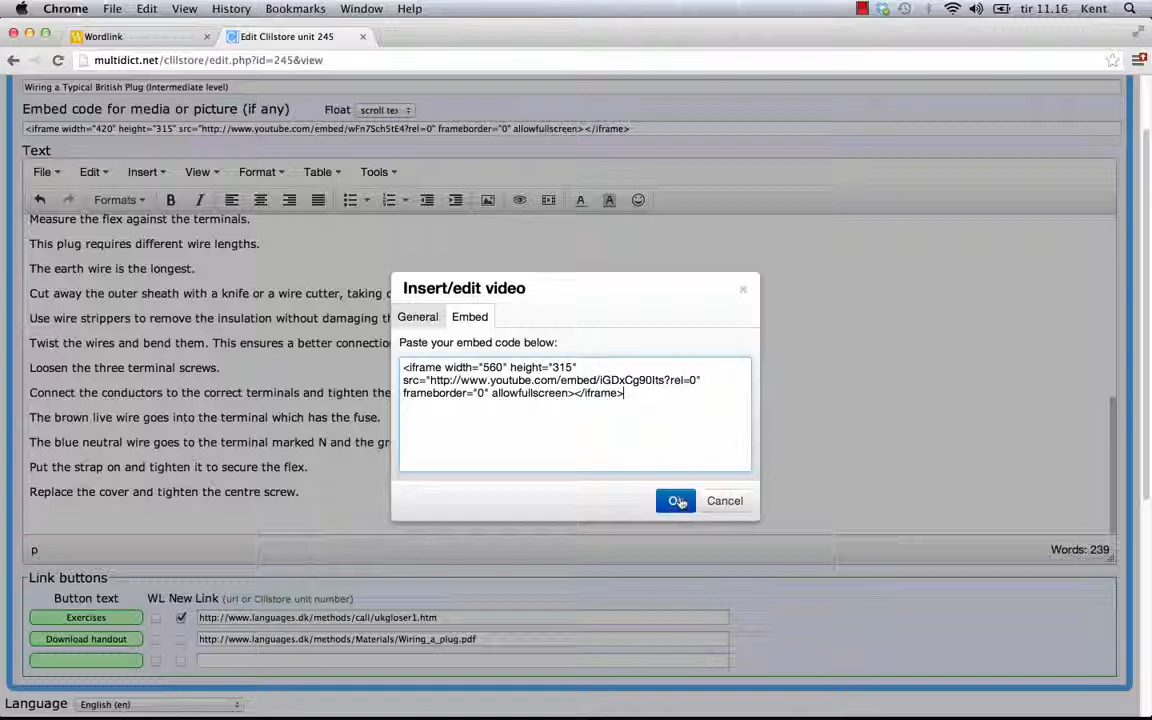 Chrome File Edit View History Bookmarks Window Help tir 11.16 Kent
Wordlink × Edit Clilstore unit 245 ×
multidict.net/clilstore/edit.php?id=245&view
Wiring a Typical British Plug (Intermediate level)
Embed code for media or picture (if any) Float scroll te
<iframe width="420" height="315" src="http://www.youtube.com/embed/wFn7Sch5tE4?rel=0" frameborder="0" allowfullscreen></iframe>
Text
File Edit Insert View Format Table Tools
Formats B I A A
Measure the flex against the terminals.
This plug requires different wire lengths.
The earth wire is the longest.
Cut away the outer sheath with a knife or a wire cutter, taking
Use wire strippers to remove the insulation without damaging th
Twist the wires and bend them. This ensures a better connectio
Loosen the three terminal screws.
Connect the conductors to the correct terminals and tighten the
The brown live wire goes into the terminal which has the fuse.
The blue neutral wire goes to the terminal marked N and the gr
Put the strap on and tighten it to secure the flex.
Replace the cover and tighten the centre screw.
Insert/edit video ×
General Embed
Paste your embed code below:
<iframe width="560" height="315"
src="http://www.youtube.com/embed/iGDxCg90Its?rel=0"
frameborder="0" allowfullscreen></iframe>
Cancel
p Words: 239
Link buttons
Button text WL New Link (url or Clilstore unit number)
Exercises http://www.languages.dk/methods/call/ukgloser1.htm
Download handout http://www.languages.dk/methods/Materials/Wiring_a_plug.pdf
Language English (en)